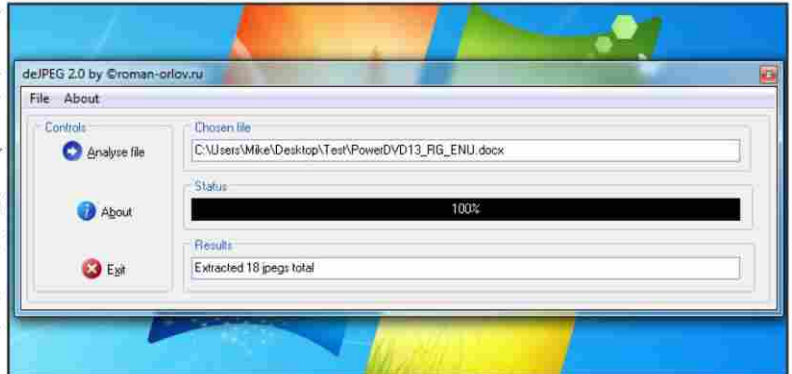 deJPEG 2.0 by ©roman-orlov.ru
File About
Controls
Analyse file
About
Exit
Chosen file
C:\Users\Mike\Desktop\Test\PowerDVD13_RG_ENU.docx
Status
100%
Results
Extracted 18 jpegs total